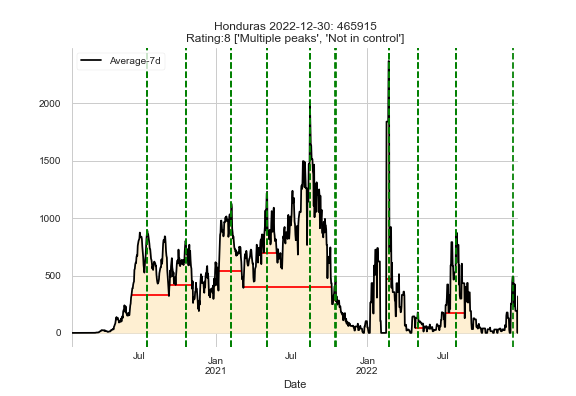 Honduras 2022-12-30: 465915
Rating:8 ['Multiple peaks', 'Not in control']
Average-7d
2000
1500
1000
500
0
Jul
Jan
2021
Jul
Jan
2022
Jul
Date